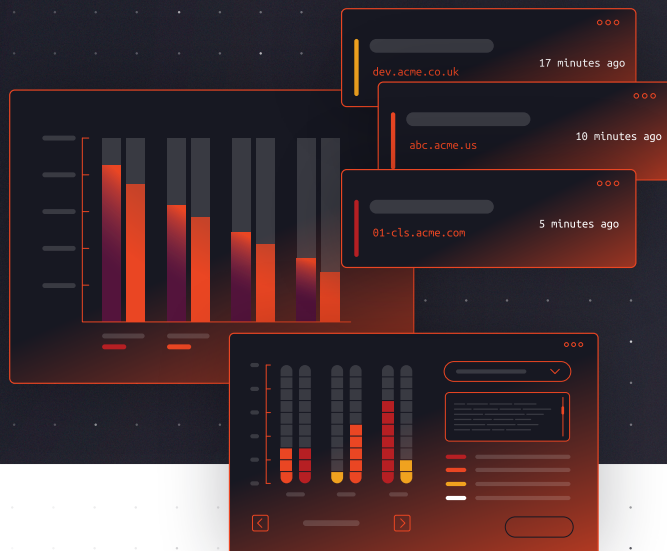 17 minutes ago
dev.acme.co.uk
10 minutes ago
abc.acme.us
5 minutes ago
01-cls.acme.com